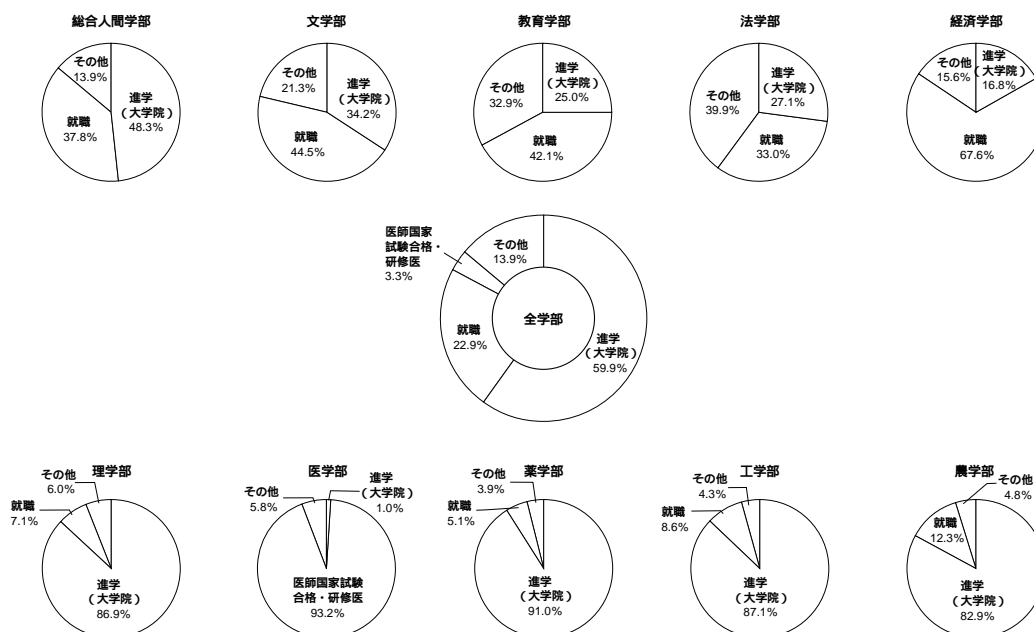 総合人間学部
その他
13.9%
進学
（大学院）
48.3%
就職
37.8%
文学部
その他
21.3%
進学
（大学院）
34.2%
就職
44.5%
教育学部
その他
32.9%
進学
（大学院）
25.0%
就職
42.1%
法学部
その他
39.9%
進学
（大学院）
27.1%
就職
33.0%
経済学部
その他
15.6%
進学
（大学院）
16.8%
就職
67.6%
医師国家
試験合格・
研修医
3.3%
その他
13.9%
全学部
就職
22.9%
進学
（大学院）
59.9%
理学部
その他
6.0%
就職
7.1%
進学
（大学院）
86.9%
医学部
その他
5.8%
進学
（大学院）
1.0%
医師国家試験
合格・研修医
93.2%
薬学部
その他
3.9%
就職
5.1%
進学
（大学院）
91.0%
工学部
その他
4.3%
就職
8.6%
進学
（大学院）
87.1%
農学部
その他
4.8%
就職
12.3%
進学
（大学院）
82.9%